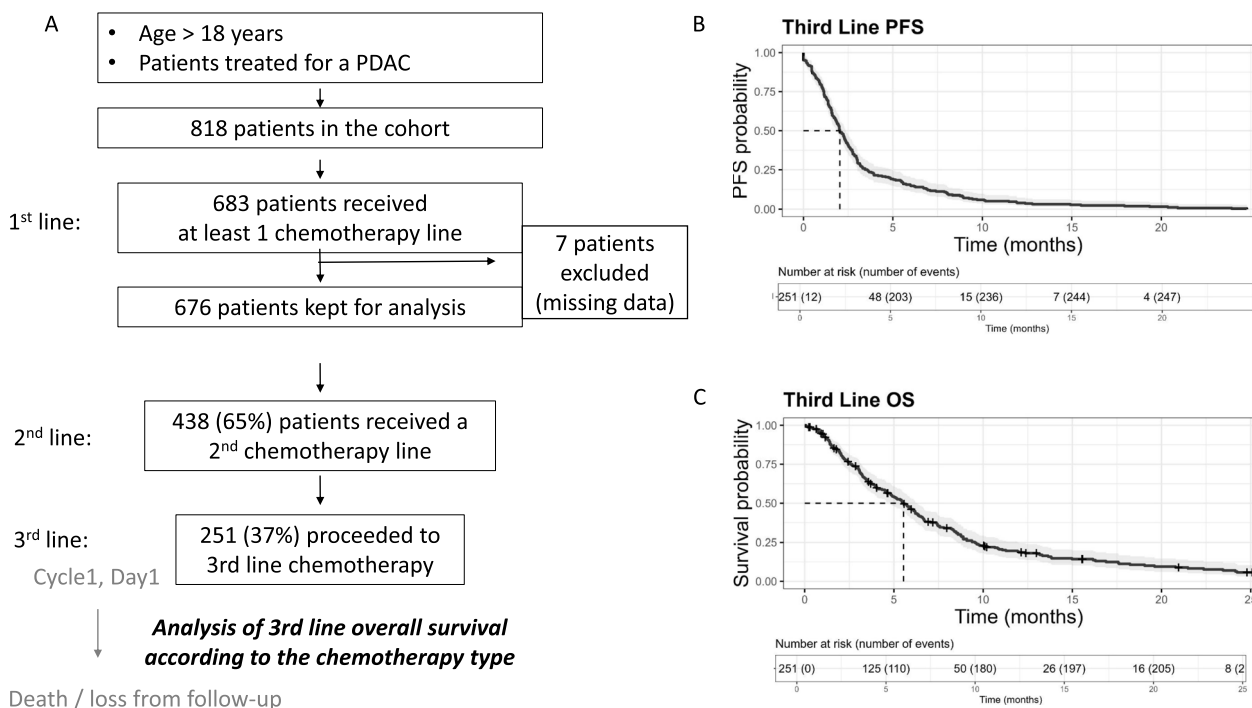 A
• Age > 18 years
• Patients treated for a PDAC
818 patients in the cohort
1st line:
683 patients received
at least 1 chemotherapy line
7 patients
excluded
(missing data)
676 patients kept for analysis
2nd line:
438 (65%) patients received a
2nd chemotherapy line
3rd line:
251 (37%) proceeded to
3rd line chemotherapy
Cycle1, Day1
Analysis of 3rd line overall survival
according to the chemotherapy type
Death / loss from follow-up
B
Third Line PFS
PFS probability
1.00
0.75
0.50
0.25
0.00
0 5 10 15 20
Time (months)
Number at risk (number of events)
251 (12) 48 (203) 15 (236) 7 (244) 4 (247)
0 5 10 15 20
Time (months)
C
Third Line OS
Survival probability
1.00
0.75
0.50
0.25
0.00
0 5 10 15 20 25
Time (months)
Number at risk (number of events)
251 (0) 125 (110) 50 (180) 26 (197) 16 (205) 8 (2
0 5 10 15 20 25
Time (months)